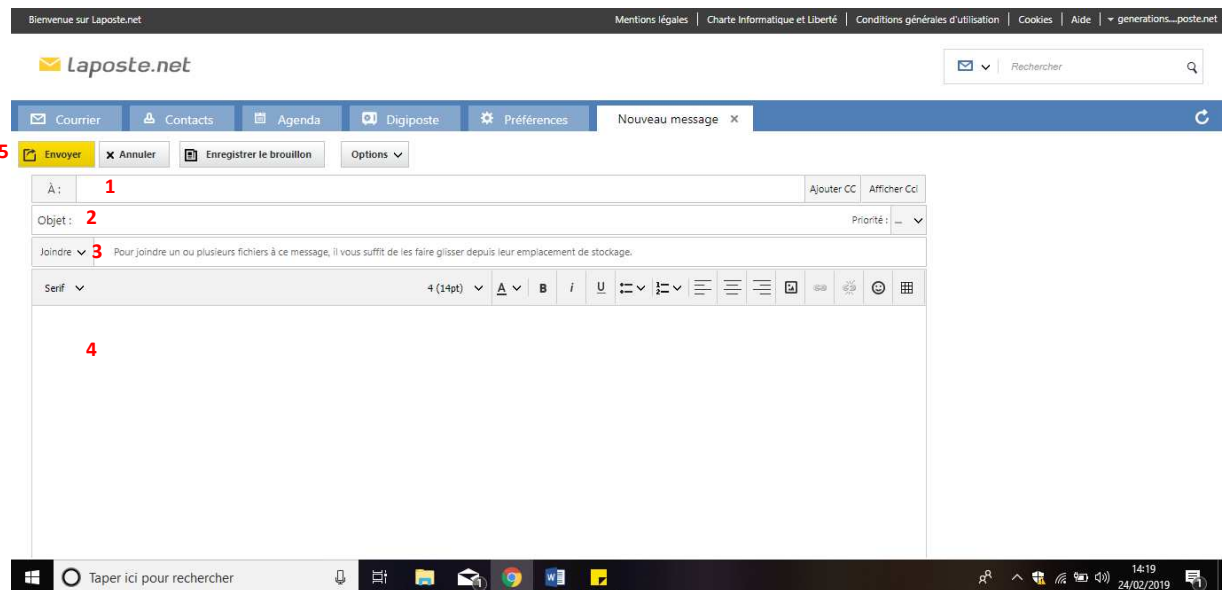 Bienvenue sur Laposte.net Mentions légales | Charte Informatique et Liberté | Conditions générales d'utilisation | Cookies | Aide | generations....poste.net
Laposte.net Rechercher
Courrier Contacts Agenda Digiposte Préférences Nouveau message ×
5 Envoyer × Annuler Enregistrer le brouillon Options
À : 1 Ajouter CC Afficher Cci
Objet : 2 Priorité : ...
Joindre 3 Pour joindre un ou plusieurs fichiers à ce message, il vous suffit de les faire glisser depuis leur emplacement de stockage.
Serif 4 (14pt) A B i U
4
Taper ici pour rechercher 14:19
24/02/2019